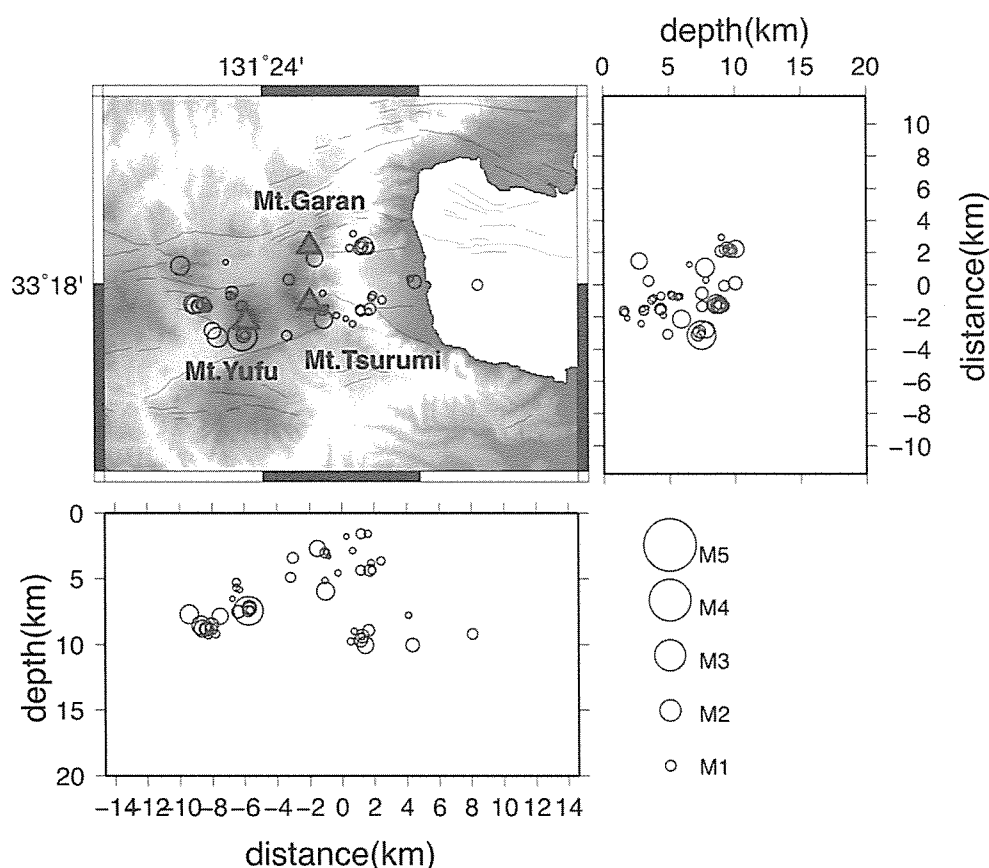 depth(km)
131°24'
0 5 10 15 20
Mt.Garan
33°18'
Mt.Tsurumi
Mt.Yufu
10
8
6
4
2
0
−2
−4
−6
−8
−10
distance(km)
0
5
10
15
20
depth(km)
−14−12−10−8 −6 −4 −2 0 2 4 6 8 10 12 14
distance(km)
M5
M4
M3
M2
M1